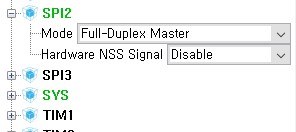 SPI2
Mode Full-Duplex Master
Hardware NSS Signal Disable
SPI3
SYS
TIM1